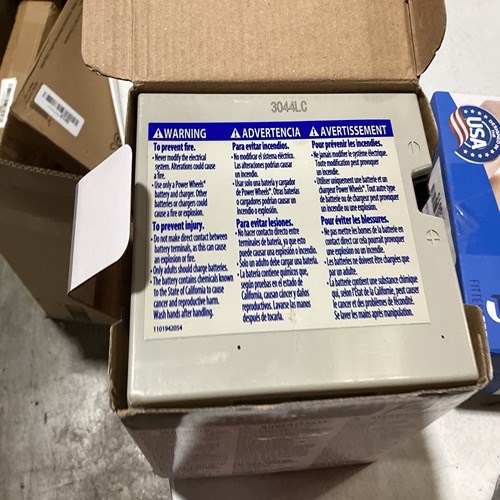 3044LC
WARNING
To prevent fire.
• Never modify the electrical
system. Alterations could cause
a fire.
• Use only a Power Wheels®
battery and charger. Other
batteries or chargers could
cause a fire or explosion.
To prevent injury.
• Do not make direct contact between
battery terminals, as this can cause
an explosion or fire.
• Only adults should charge batteries.
• The battery contains chemicals known
to the State of California to cause
cancer and reproductive harm.
Wash hands after handling.
1101942054
ADVERTENCIA
Para evitar incendios.
• No modificar el sistema eléctrico.
Las alteraciones podrían causar
un incendio.
• Usar solo una batería y cargador
de Power Wheels®. Otras baterías
o cargadores podrían causar un
incendio o explosión.
Para evitar lesiones.
• No hacer contacto directo entre
terminales de batería, ya que esto
puede causar una explosión o incendio.
• Solo un adulto debe cargar una batería.
• La batería contiene químicos que,
según pruebas en el estado de
California, causan cáncer y daños
reproductivos. Lavarse las manos
después de tocarla.
AVERTISSEMENT
Pour prévenir les incendies.
• Ne jamais modifier le système électrique.
Toute modification peut provoquer
un incendie.
• Utiliser uniquement une batterie et un
chargeur Power Wheels®. Tout autre type
de batterie ou de chargeur peut provoquer
un incendie ou une explosion.
Pour éviter les blessures.
• Ne pas mettre les bornes de la batterie en
contact direct car cela pourrait provoquer
une explosion ou un incendie.
• Les batteries ne doivent être chargées que
par un adulte.
• La batterie contient une substance chimique
qui, selon l'État de la Californie, peut causer
le cancer et des problèmes de fécondité.
Se laver les mains après manipulation.
USA